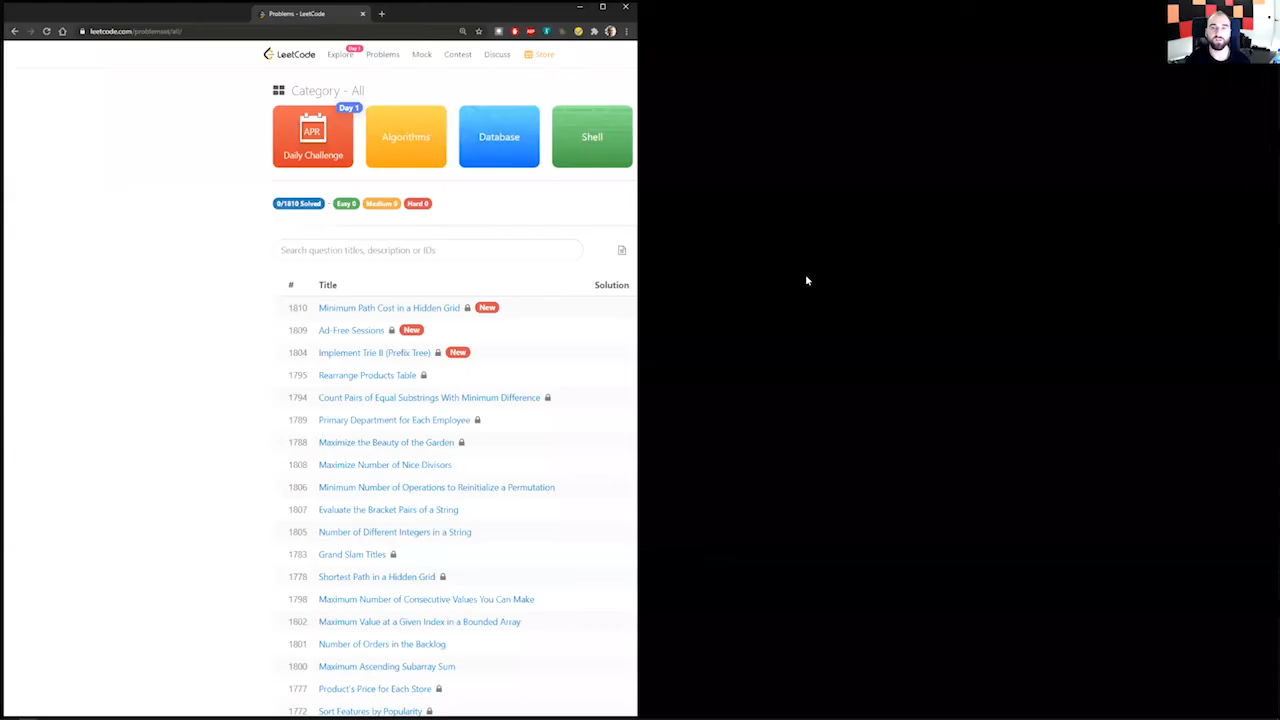 Problems - LeetCode
leetcode.com/problemset/all/
LeetCode Explore Day 1 Problems Mock Contest Discuss Store
Category - All
Day 1
APR
Daily Challenge
Algorithms
Database
Shell
0/1810 Solved - Easy 0 Medium 0 Hard 0
Search question titles, description or IDs
# Title Solution
1810 Minimum Path Cost in a Hidden Grid New
1809 Ad-Free Sessions New
1804 Implement Trie II (Prefix Tree) New
1795 Rearrange Products Table
1794 Count Pairs of Equal Substrings With Minimum Difference
1789 Primary Department for Each Employee
1788 Maximize the Beauty of the Garden
1808 Maximize Number of Nice Divisors
1806 Minimum Number of Operations to Reinitialize a Permutation
1807 Evaluate the Bracket Pairs of a String
1805 Number of Different Integers in a String
1783 Grand Slam Titles
1778 Shortest Path in a Hidden Grid
1798 Maximum Number of Consecutive Values You Can Make
1802 Maximum Value at a Given Index in a Bounded Array
1801 Number of Orders in the Backlog
1800 Maximum Ascending Subarray Sum
1777 Product's Price for Each Store
1772 Sort Features by Popularity